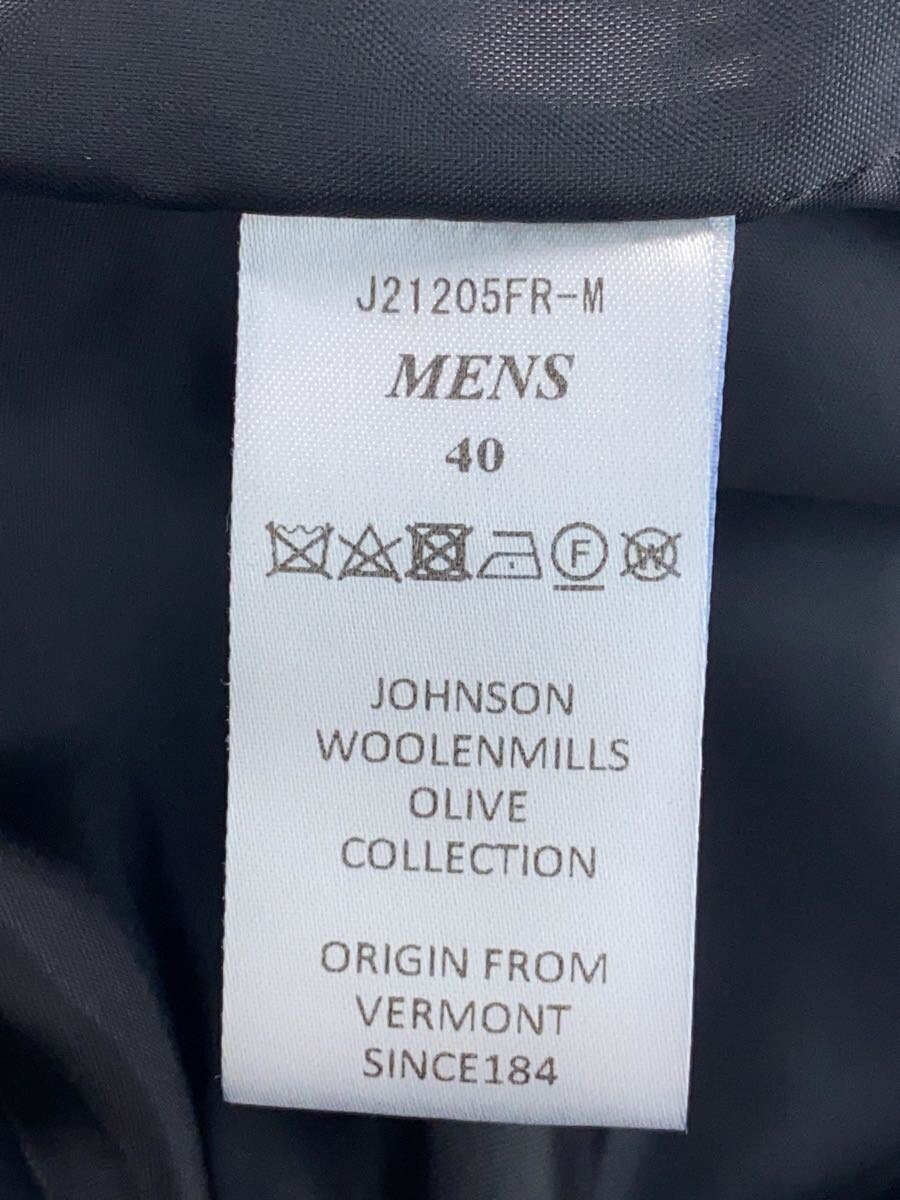 J21205FR-M
MENS
40
F W
JOHNSON
WOOLENMILLS
OLIVE
COLLECTION
ORIGIN FROM
VERMONT
SINCE184